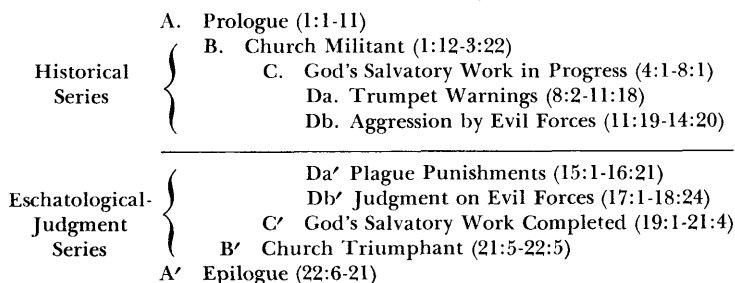 A. Prologue (1:1-11)
B. Church Militant (1:12-3:22)
Historical Series
C. God's Salvatory Work in Progress (4:1-8:1)
Da. Trumpet Warnings (8:2-11:18)
Db. Aggression by Evil Forces (11:19-14:20)
Eschatological-Judgment Series
Da′ Plague Punishments (15:1-16:21)
Db′ Judgment on Evil Forces (17:1-18:24)
C′ God's Salvatory Work Completed (19:1-21:4)
B′ Church Triumphant (21:5-22:5)
A′ Epilogue (22:6-21)